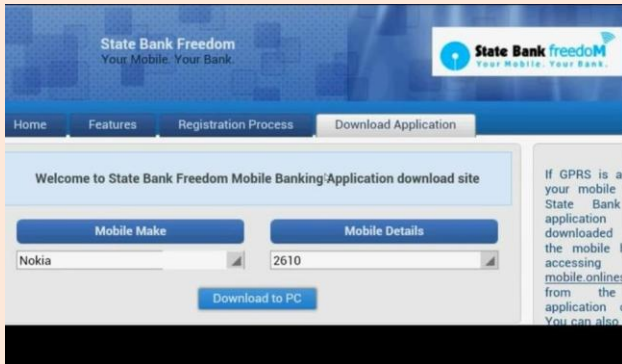 State Bank Freedom
Your Mobile. Your Bank.
State Bank freedoM
Your Mobile. Your Bank.
Home Features Registration Process Download Application
Welcome to State Bank Freedom Mobile Banking Application download site
Mobile Make Mobile Details
Nokia 2610
Download to PC
If GPRS is
your mobile
State Bank
application
downloaded
the mobile
accessing
from the
application
You can also